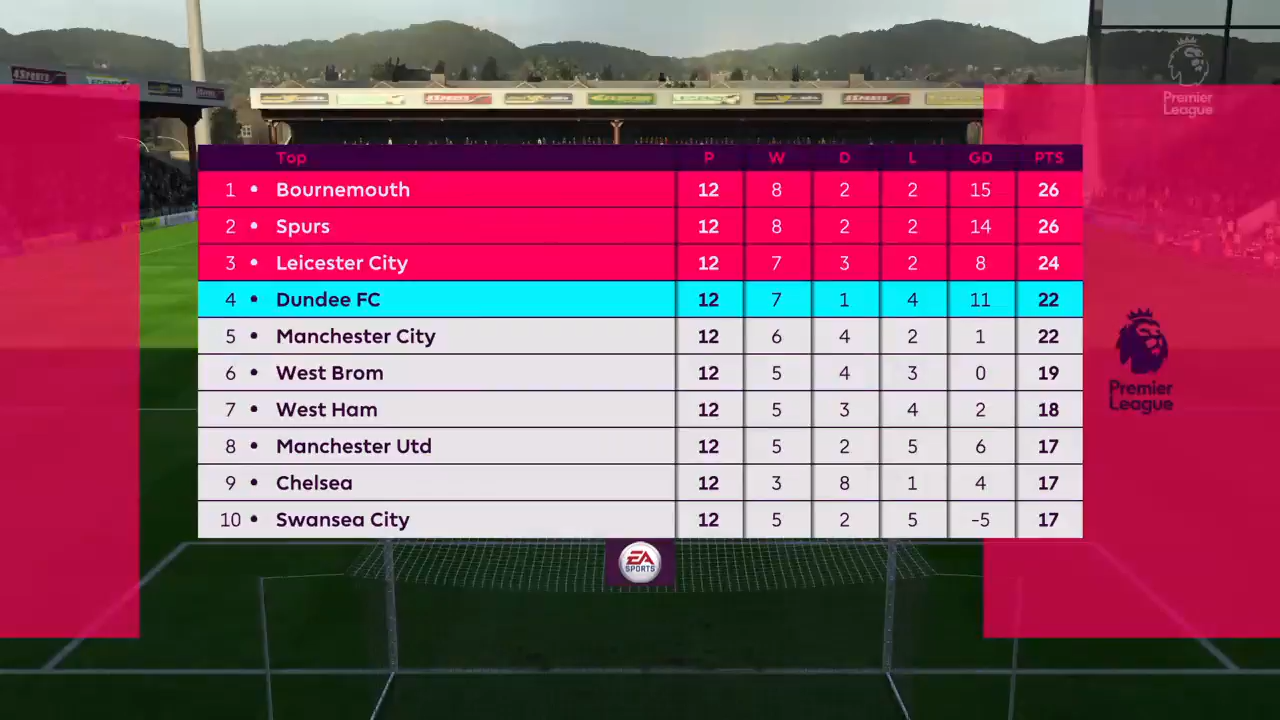 Premier
League
Top P W D L GD PTS
1 • Bournemouth 12 8 2 2 15 26
2 • Spurs 12 8 2 2 14 26
3 • Leicester City 12 7 3 2 8 24
4 • Dundee FC 12 7 1 4 11 22
5 • Manchester City 12 6 4 2 1 22
6 • West Brom 12 5 4 3 0 19
7 • West Ham 12 5 3 4 2 18
8 • Manchester Utd 12 5 2 5 6 17
9 • Chelsea 12 3 8 1 4 17
10 • Swansea City 12 5 2 5 -5 17
Premier
League
EA
SPORTS